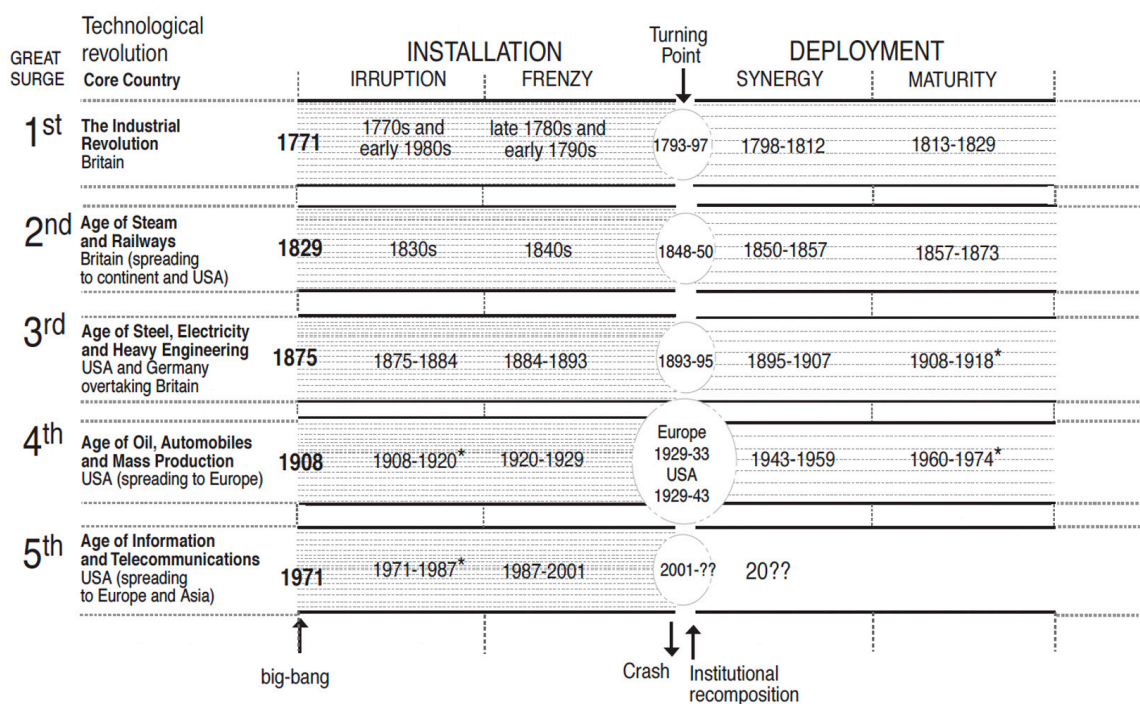 GREAT
SURGE
Technological
revolution
Core Country
INSTALLATION
Turning
Point
DEPLOYMENT
IRRUPTION
FRENZY
SYNERGY
MATURITY
1st
The Industrial
Revolution
Britain
1771
1770s and
early 1980s
late 1780s and
early 1790s
1793-97
1798-1812
1813-1829
2nd
Age of Steam
and Railways
Britain (spreading
to continent and USA)
1829
1830s
1840s
1848-50
1850-1857
1857-1873
3rd
Age of Steel, Electricity
and Heavy Engineering
USA and Germany
overtaking Britain
1875
1875-1884
1884-1893
1893-95
1895-1907
1908-1918*
4th
Age of Oil, Automobiles
and Mass Production
USA (spreading to Europe)
1908
1908-1920*
1920-1929
Europe
1929-33
USA
1929-43
1943-1959
1960-1974*
5th
Age of Information
and Telecommunications
USA (spreading
to Europe and Asia)
1971
1971-1987*
1987-2001
2001-??
20??
big-bang
Crash
Institutional
recomposition